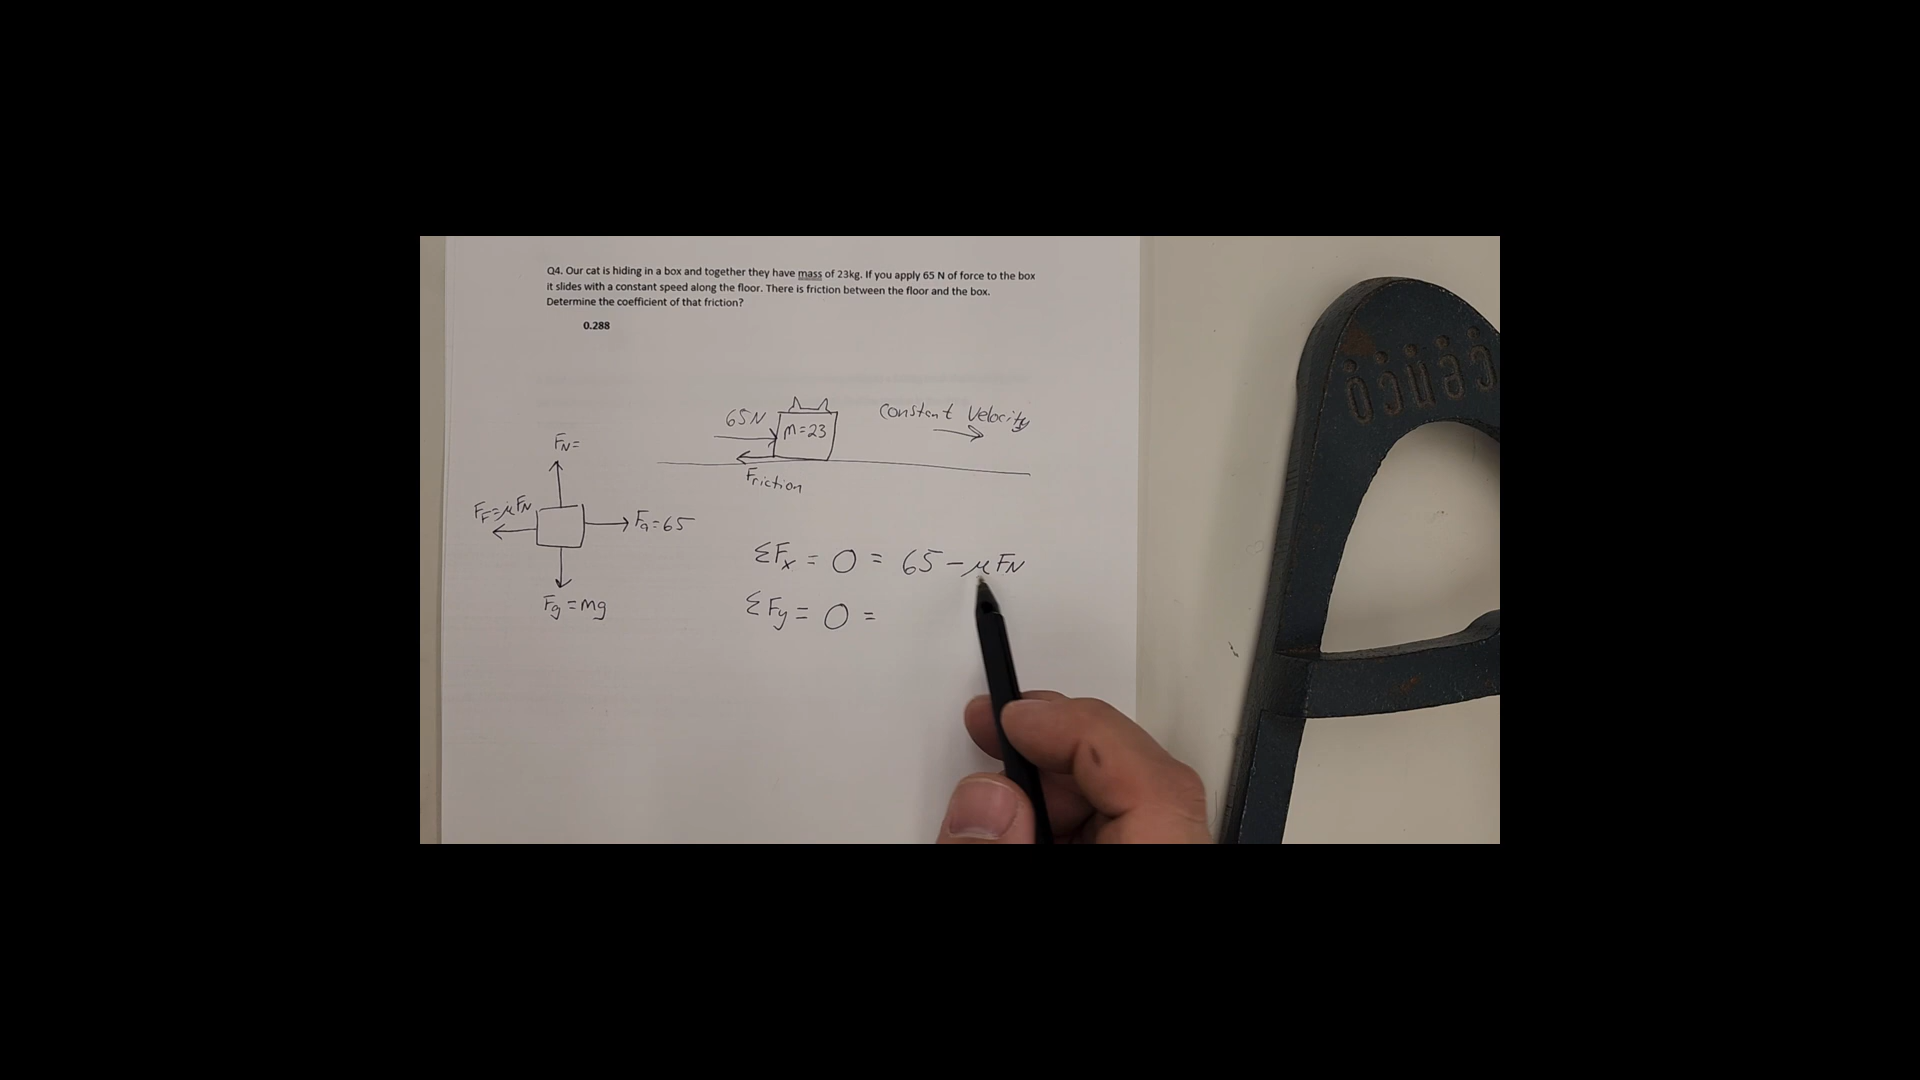 Q4. Our cat is hiding in a box and together they have mass of 23kg. If you apply 65 N of force to the box
it slides with a constant speed along the floor. There is friction between the floor and the box.
Determine the coefficient of that friction?
0.288
65N
m=23
Constant Velocity
Friction
FN=
FF=μFN
Fa=65
Fg=mg
ΣFx = 0 = 65-μFN
ΣFy = 0 =